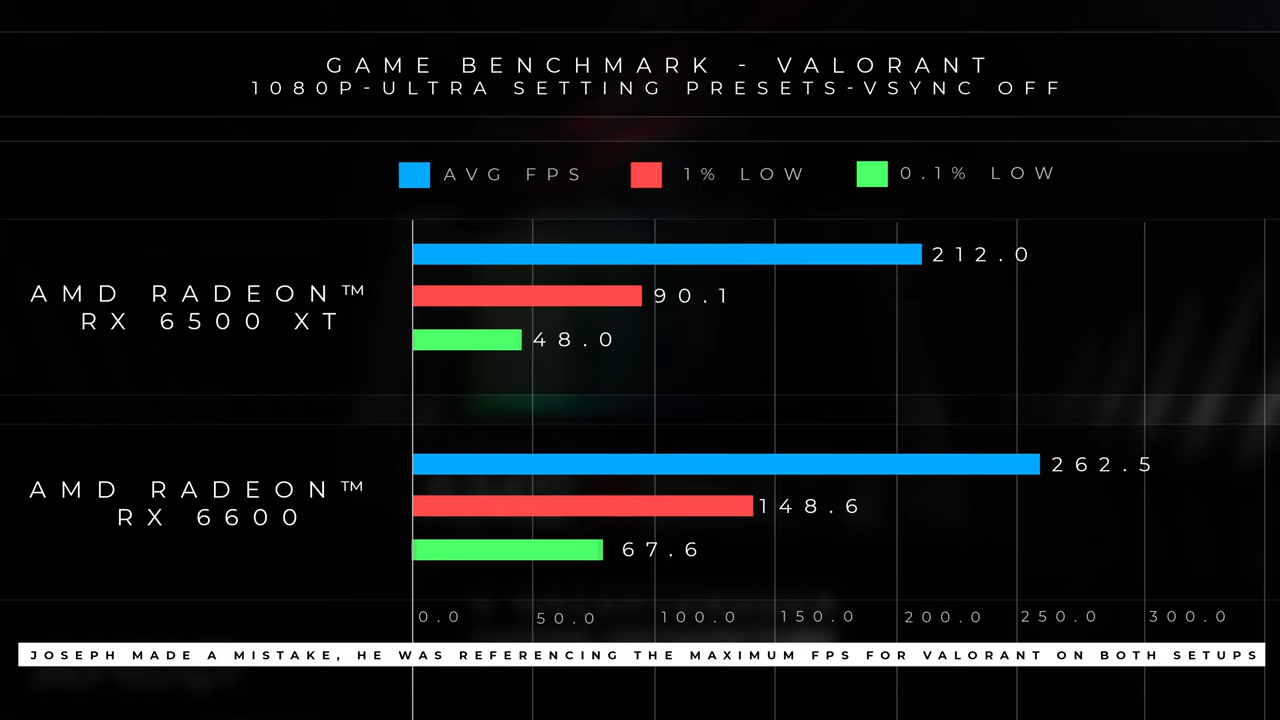 GAME BENCHMARK - VALORANT
1080P-ULTRA SETTING PRESETS-VSYNC OFF
AVG FPS 1% LOW 0.1% LOW
AMD RADEON™
RX 6500 XT
212.0
90.1
48.0
AMD RADEON™
RX 6600
262.5
148.6
67.6
0.0 50.0 100.0 150.0 200.0 250.0 300.0
JOSEPH MADE A MISTAKE, HE WAS REFERENCING THE MAXIMUM FPS FOR VALORANT ON BOTH SETUPS